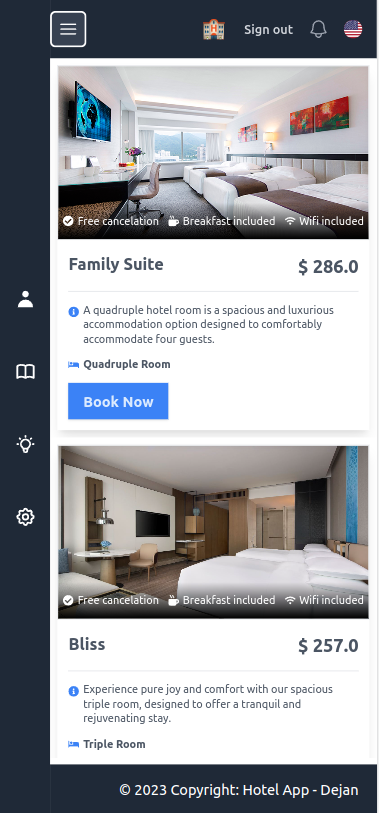 Sign out
Free cancelation Breakfast included Wifi included
Family Suite $ 286.0
A quadruple hotel room is a spacious and luxurious
accommodation option designed to comfortably
accommodate four guests.
Quadruple Room
Book Now
Free cancelation Breakfast included Wifi included
Bliss $ 257.0
Experience pure joy and comfort with our spacious
triple room, designed to offer a tranquil and
rejuvenating stay.
Triple Room
© 2023 Copyright: Hotel App - Dejan